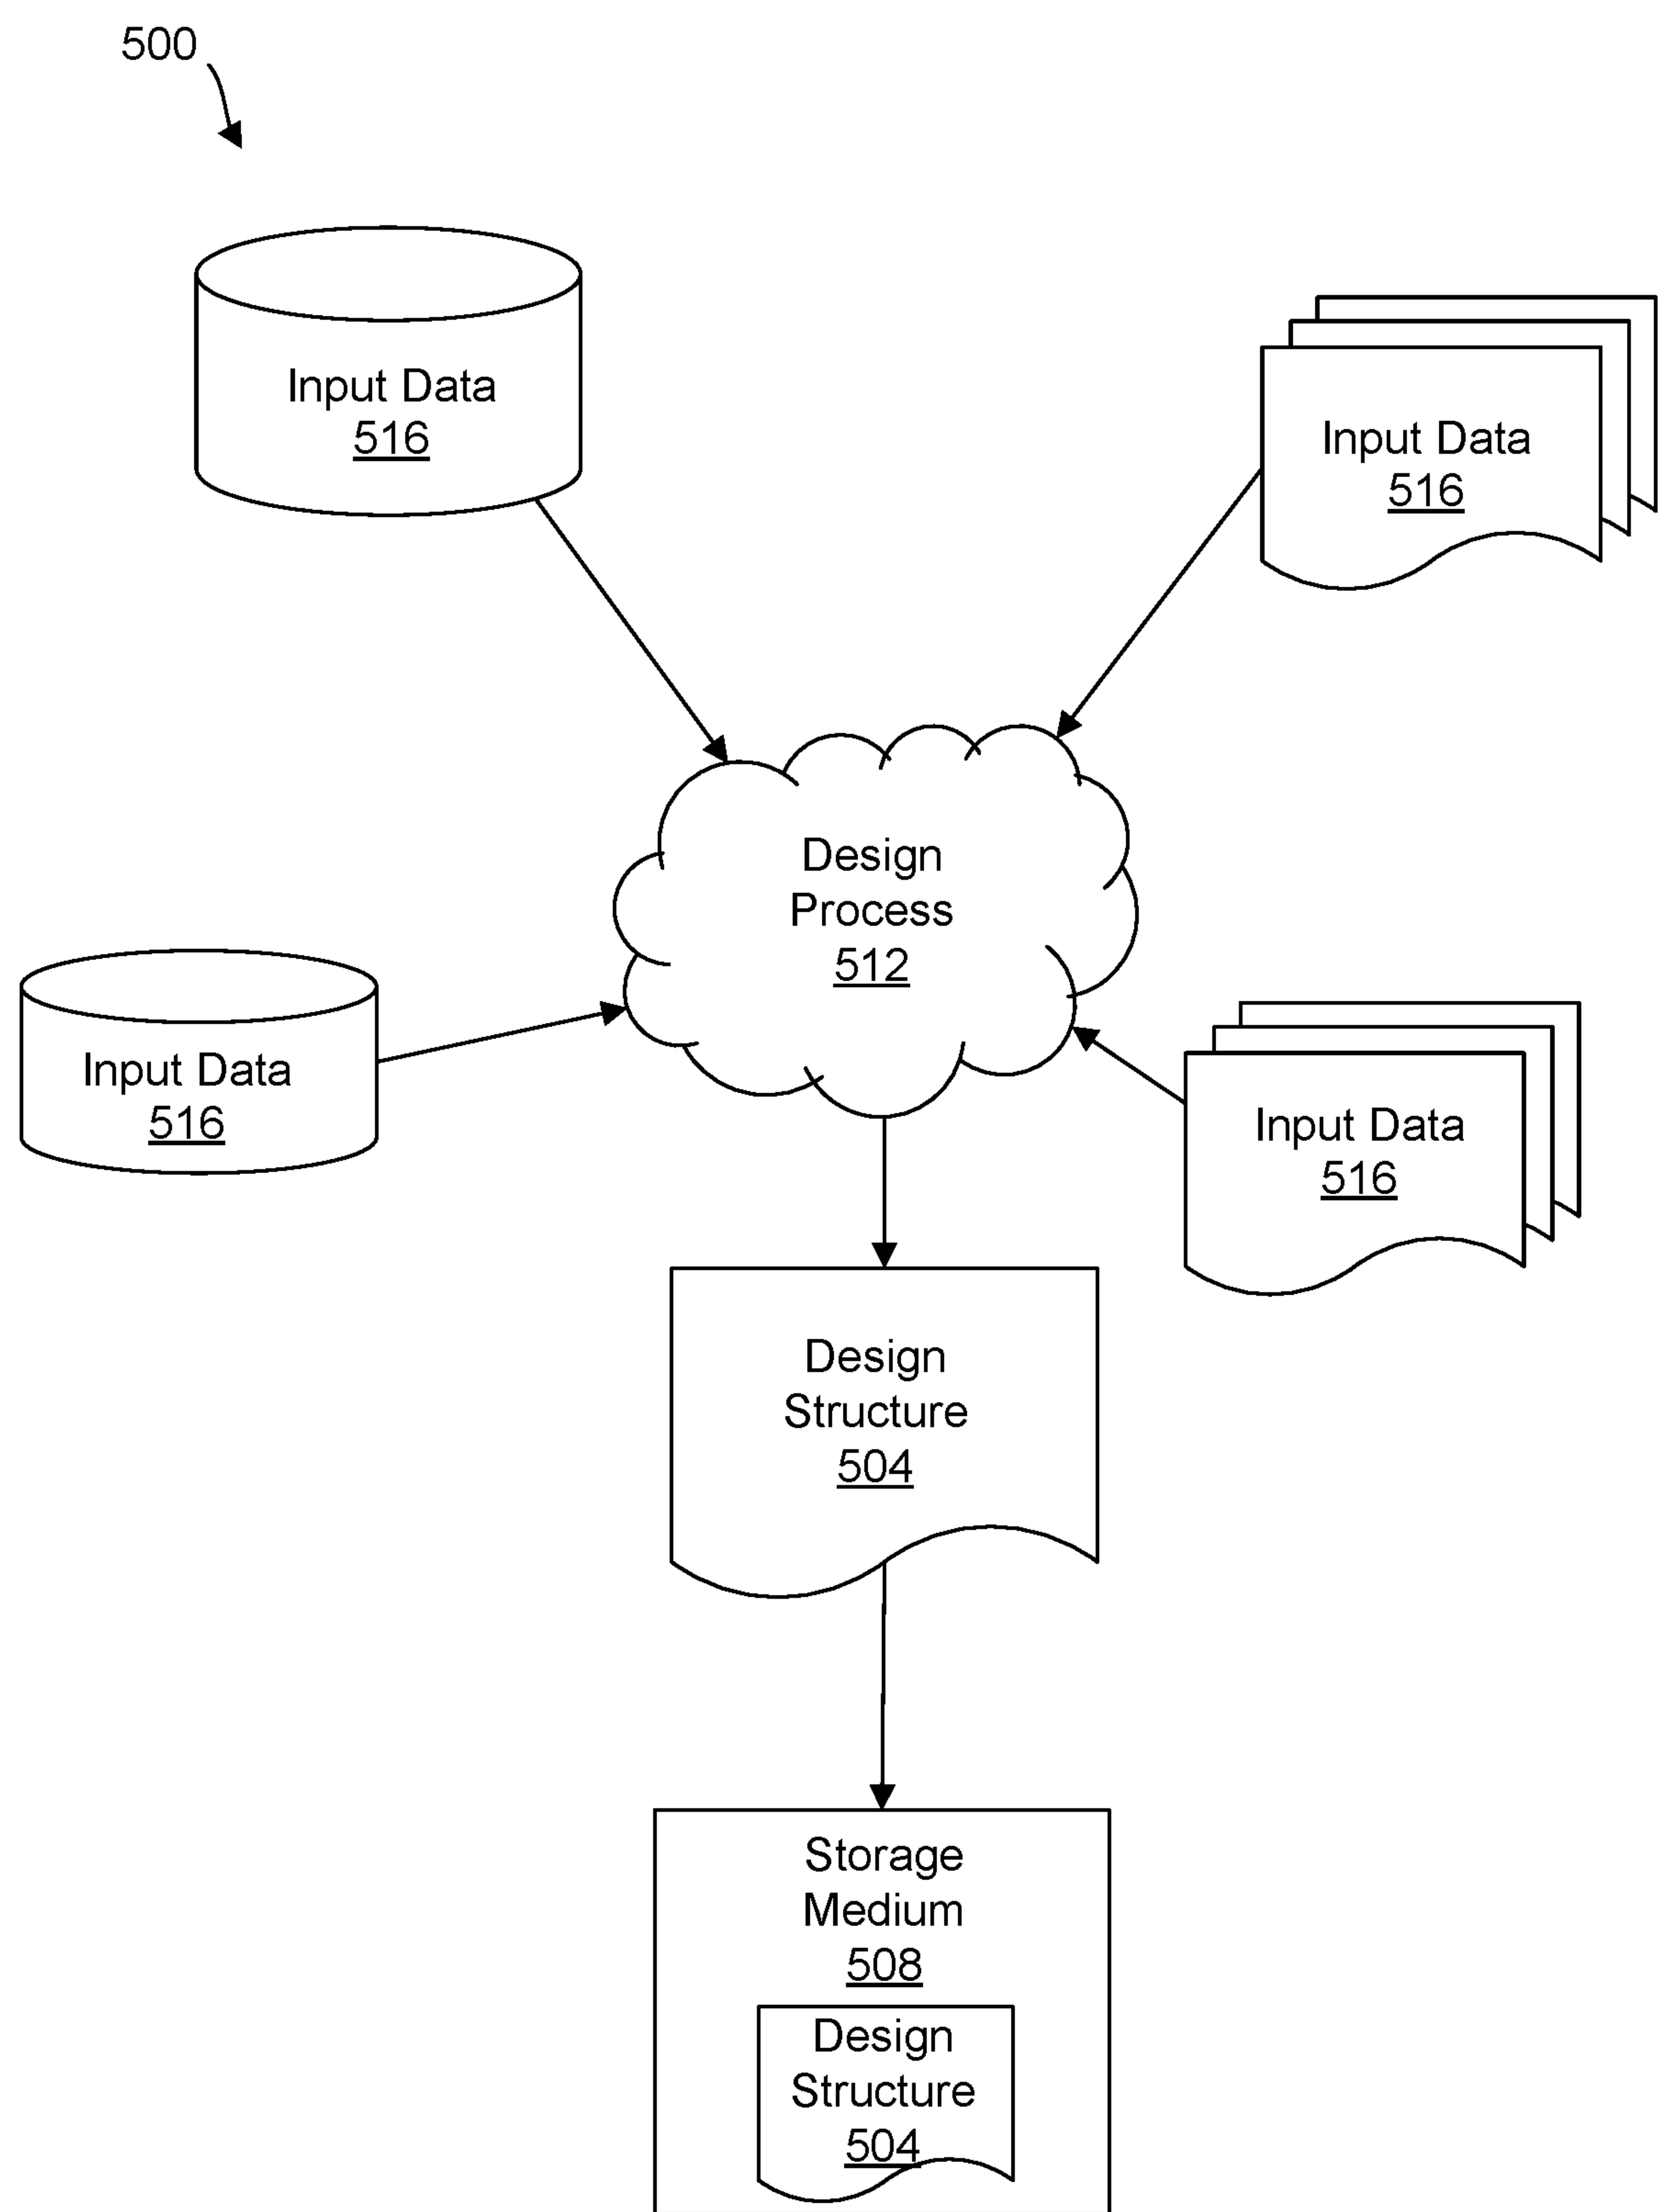 500
Input Data
516
Input Data
516
Design
Process
512
Input Data
516
Input Data
516
Design
Structure
504
Storage
Medium
508
Design
Structure
504